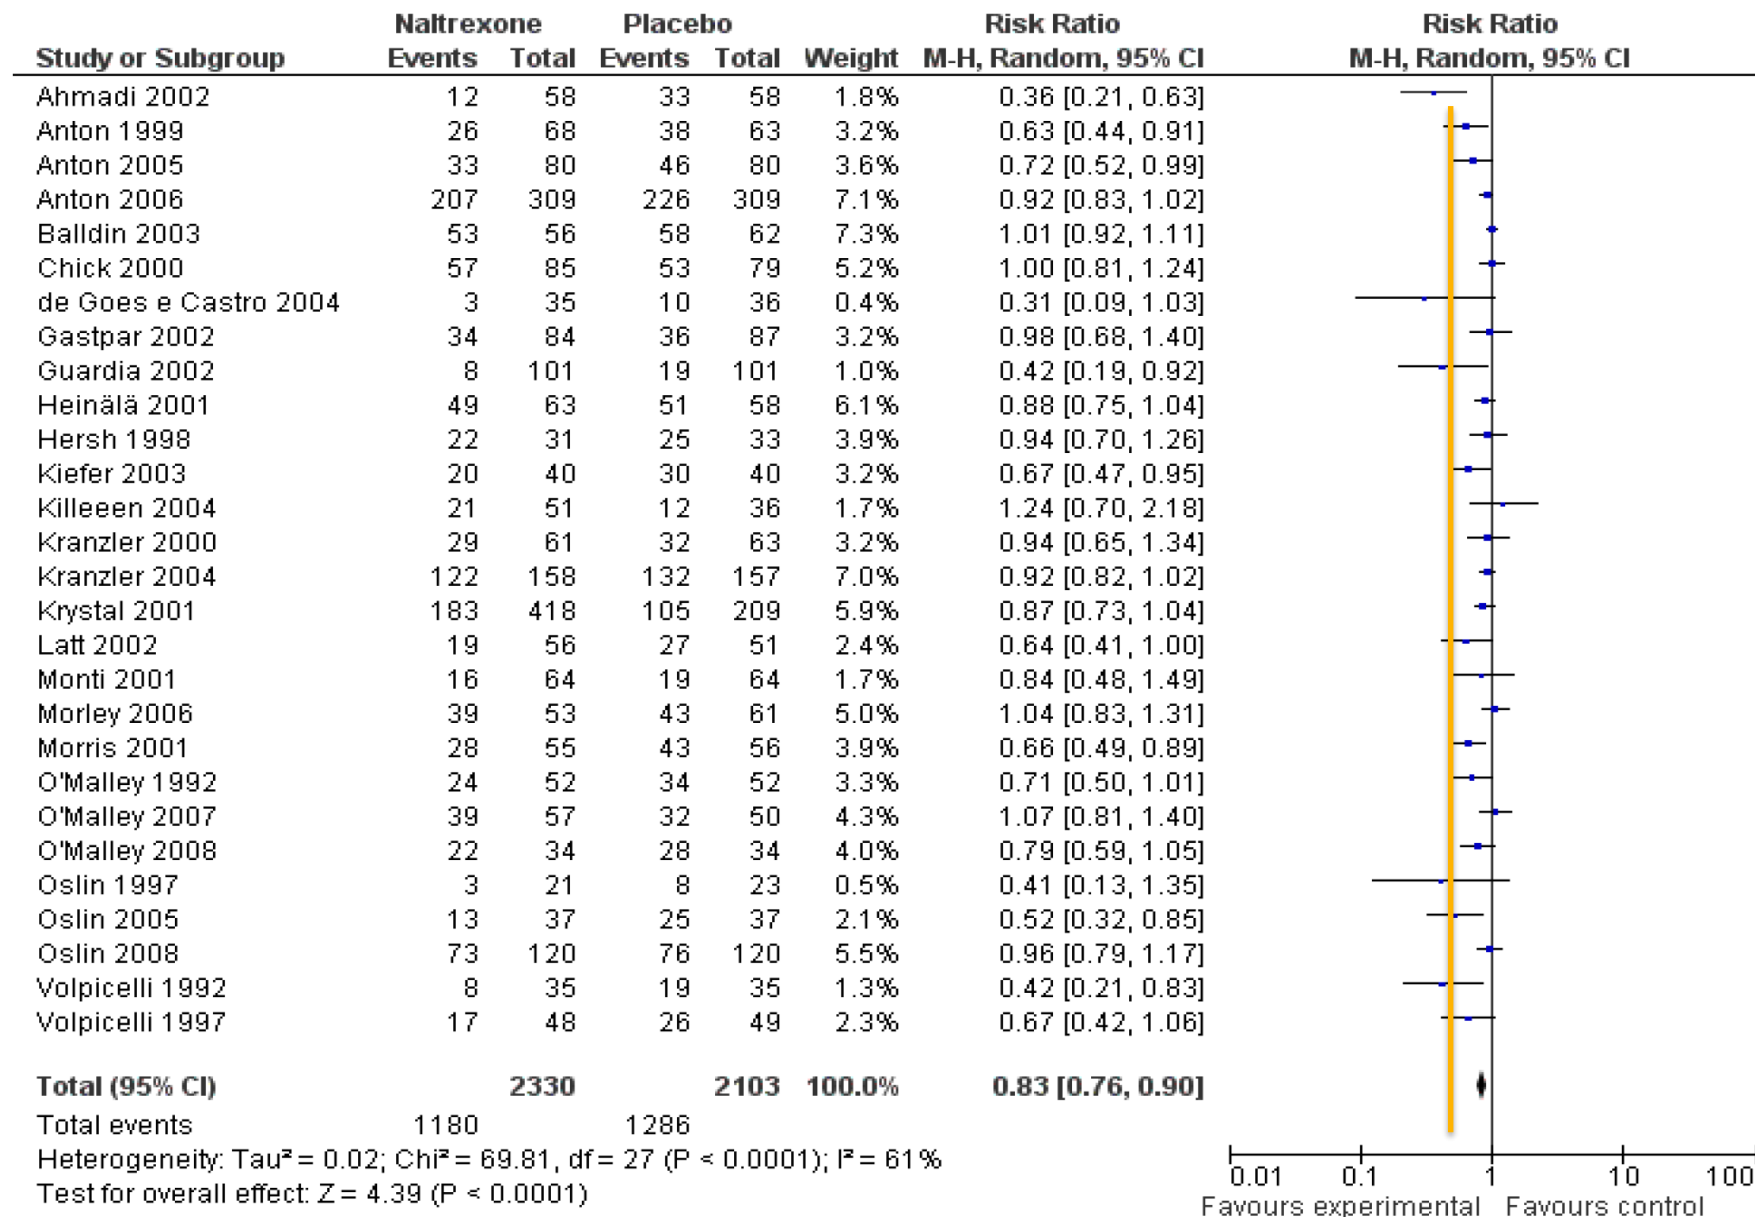 Naltrexone Placebo Risk Ratio Risk Ratio
Study or Subgroup Events Total Events Total Weight M-H, Random, 95% CI M-H, Random, 95% CI
Ahmadi 2002 12 58 33 58 1.8% 0.36 [0.21, 0.63]
Anton 1999 26 68 38 63 3.2% 0.63 [0.44, 0.91]
Anton 2005 33 80 46 80 3.6% 0.72 [0.52, 0.99]
Anton 2006 207 309 226 309 7.1% 0.92 [0.83, 1.02]
Balldin 2003 53 56 58 62 7.3% 1.01 [0.92, 1.11]
Chick 2000 57 85 53 79 5.2% 1.00 [0.81, 1.24]
de Goes e Castro 2004 3 35 10 36 0.4% 0.31 [0.09, 1.03]
Gastpar 2002 34 84 36 87 3.2% 0.98 [0.68, 1.40]
Guardia 2002 8 101 19 101 1.0% 0.42 [0.19, 0.92]
Heinälä 2001 49 63 51 58 6.1% 0.88 [0.75, 1.04]
Hersh 1998 22 31 25 33 3.9% 0.94 [0.70, 1.26]
Kiefer 2003 20 40 30 40 3.2% 0.67 [0.47, 0.95]
Killeeen 2004 21 51 12 36 1.7% 1.24 [0.70, 2.18]
Kranzler 2000 29 61 32 63 3.2% 0.94 [0.65, 1.34]
Kranzler 2004 122 158 132 157 7.0% 0.92 [0.82, 1.02]
Krystal 2001 183 418 105 209 5.9% 0.87 [0.73, 1.04]
Latt 2002 19 56 27 51 2.4% 0.64 [0.41, 1.00]
Monti 2001 16 64 19 64 1.7% 0.84 [0.48, 1.49]
Morley 2006 39 53 43 61 5.0% 1.04 [0.83, 1.31]
Morris 2001 28 55 43 56 3.9% 0.66 [0.49, 0.89]
O'Malley 1992 24 52 34 52 3.3% 0.71 [0.50, 1.01]
O'Malley 2007 39 57 32 50 4.3% 1.07 [0.81, 1.40]
O'Malley 2008 22 34 28 34 4.0% 0.79 [0.59, 1.05]
Oslin 1997 3 21 8 23 0.5% 0.41 [0.13, 1.35]
Oslin 2005 13 37 25 37 2.1% 0.52 [0.32, 0.85]
Oslin 2008 73 120 76 120 5.5% 0.96 [0.79, 1.17]
Volpicelli 1992 8 35 19 35 1.3% 0.42 [0.21, 0.83]
Volpicelli 1997 17 48 26 49 2.3% 0.67 [0.42, 1.06]
Total (95% CI) 2330 2103 100.0% 0.83 [0.76, 0.90]
Total events 1180 1286
Heterogeneity: Tau² = 0.02; Chi² = 69.81, df = 27 (P < 0.0001); I² = 61%
Test for overall effect: Z = 4.39 (P < 0.0001)
0.01 0.1 1 10 100
Favours experimental Favours control